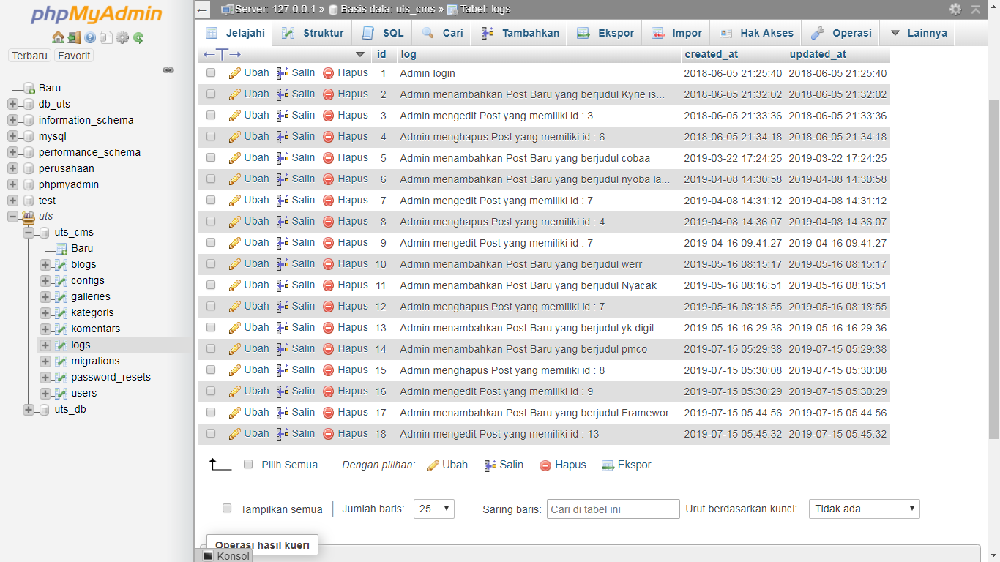 phpMyAdmin
Terbaru Favorit
Baru
db_uts
information_schema
mysql
performance_schema
perusahaan
phpmyadmin
test
uts
uts_cms
Baru
blogs
configs
galleries
kategoris
komentars
logs
migrations
password_resets
users
uts_db
Server: 127.0.0.1 » Basis data: uts_cms » Tabel: logs
Jelajahi Struktur SQL Cari Tambahkan Ekspor Impor Hak Akses Operasi Lainnya
id log created_at updated_at
Ubah Salin Hapus 1 Admin login 2018-06-05 21:25:40 2018-06-05 21:25:40
Ubah Salin Hapus 2 Admin menambahkan Post Baru yang berjudul Kyrie is... 2018-06-05 21:32:02 2018-06-05 21:32:02
Ubah Salin Hapus 3 Admin mengedit Post yang memiliki id : 3 2018-06-05 21:33:36 2018-06-05 21:33:36
Ubah Salin Hapus 4 Admin menghapus Post yang memiliki id : 6 2018-06-05 21:34:18 2018-06-05 21:34:18
Ubah Salin Hapus 5 Admin menambahkan Post Baru yang berjudul cobaa 2019-03-22 17:24:25 2019-03-22 17:24:25
Ubah Salin Hapus 6 Admin menambahkan Post Baru yang berjudul nyoba la... 2019-04-08 14:30:58 2019-04-08 14:30:58
Ubah Salin Hapus 7 Admin mengedit Post yang memiliki id : 7 2019-04-08 14:31:12 2019-04-08 14:31:12
Ubah Salin Hapus 8 Admin menghapus Post yang memiliki id : 4 2019-04-08 14:36:07 2019-04-08 14:36:07
Ubah Salin Hapus 9 Admin mengedit Post yang memiliki id : 7 2019-04-16 09:41:27 2019-04-16 09:41:27
Ubah Salin Hapus 10 Admin menambahkan Post Baru yang berjudul werr 2019-05-16 08:15:17 2019-05-16 08:15:17
Ubah Salin Hapus 11 Admin menambahkan Post Baru yang berjudul Nyacak 2019-05-16 08:16:51 2019-05-16 08:16:51
Ubah Salin Hapus 12 Admin menghapus Post yang memiliki id : 7 2019-05-16 08:18:55 2019-05-16 08:18:55
Ubah Salin Hapus 13 Admin menambahkan Post Baru yang berjudul yk digit... 2019-05-16 16:29:36 2019-05-16 16:29:36
Ubah Salin Hapus 14 Admin menambahkan Post Baru yang berjudul pmco 2019-07-15 05:29:38 2019-07-15 05:29:38
Ubah Salin Hapus 15 Admin menghapus Post yang memiliki id : 8 2019-07-15 05:30:08 2019-07-15 05:30:08
Ubah Salin Hapus 16 Admin mengedit Post yang memiliki id : 9 2019-07-15 05:30:29 2019-07-15 05:30:29
Ubah Salin Hapus 17 Admin menambahkan Post Baru yang berjudul Framewor... 2019-07-15 05:44:56 2019-07-15 05:44:56
Ubah Salin Hapus 18 Admin mengedit Post yang memiliki id : 13 2019-07-15 05:45:32 2019-07-15 05:45:32
Pilih Semua Dengan pilihan: Ubah Salin Hapus Ekspor
Tampilkan semua Jumlah baris: 25 Saring baris: Cari di tabel ini Urut berdasarkan kunci: Tidak ada
Operasi hasil kueri
Konsol